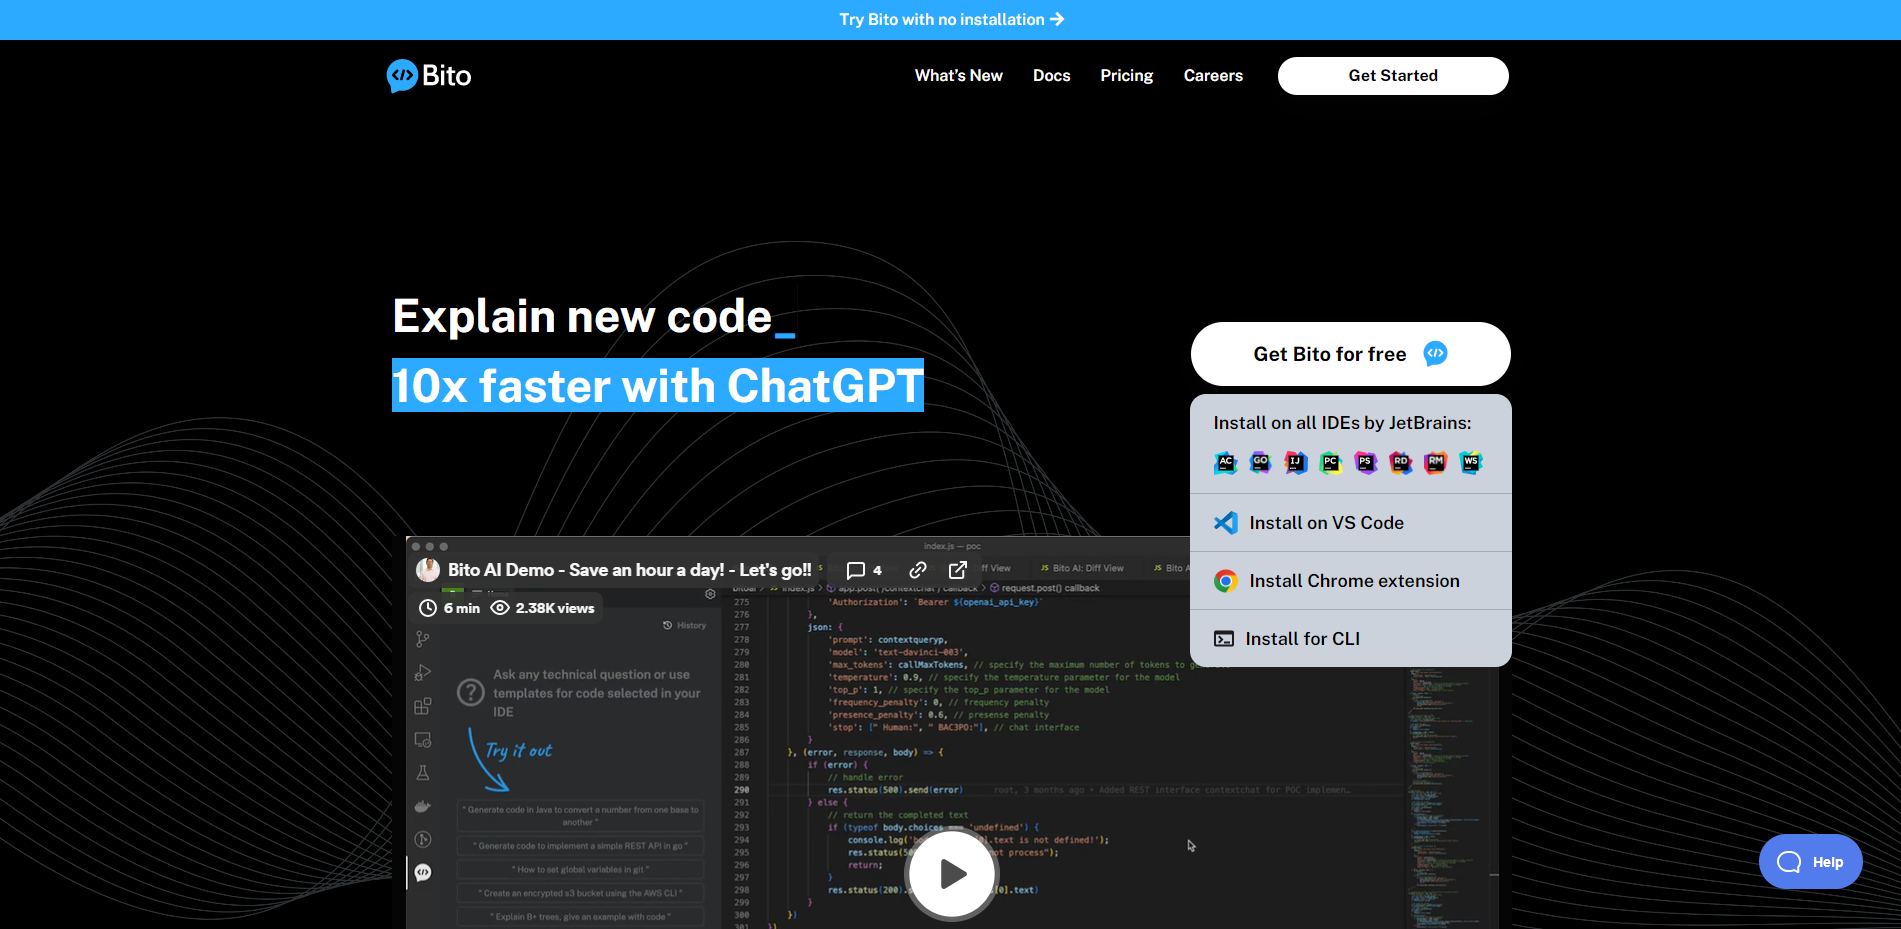 Try Bito with no installation →
Bito
What's New Docs Pricing Careers Get Started
Explain new code_
10x faster with ChatGPT
Get Bito for free
Install on all IDEs by JetBrains:
AC GO IJ PC PS RD RM WS
Install on VS Code
Install Chrome extension
Install for CLI
index.js — poc
Bito AI Demo - Save an hour a day! - Let's go!!
4
6 min 2.38K views
Diff View JS Bito AI: Diff View JS Bito A
index.js > app.post('/contextchat') callback > request.post() callback
History
Ask any technical question or use
templates for code selected in your
IDE
Try it out
" Generate code in Java to convert a number from one base to
another "
" Generate code to implement a simple REST API in go "
" How to set global variables in git "
" Create an encrypted s3 bucket using the AWS CLI "
" Explain B+ trees, give an example with code "
275 'Authorization': `Bearer ${openai_api_key}`
276 },
277 json: {
278 'prompt': contextqueryp,
279 'model': 'text-davinci-003',
280 'max_tokens': callMaxTokens, // specify the maximum number of tokens to
281 'temperature': 0.9, // specify the temperature parameter for the model
282 'top_p': 1, // specify the top_p parameter for the model
283 'frequency_penalty': 0, // frequency penalty
284 'presence_penalty': 0.6, // presense penalty
285 'stop': [" Human:", " BAC3PO:"], // chat interface
286 }
287 }, (error, response, body) => {
288 if (error) {
289 // handle error
290 res.status(500).send(error) root, 3 months ago • Added REST interface contextchat for POC implemen…
291 } else {
292 // return the completed text
293 if (typeof body.choices === 'undefined') {
294 console.log( .text is not defined!');
295 res.status( not process");
296 return;
297 }
298 res.status(200). [0].text)
299 }
300 })
301 })
Help